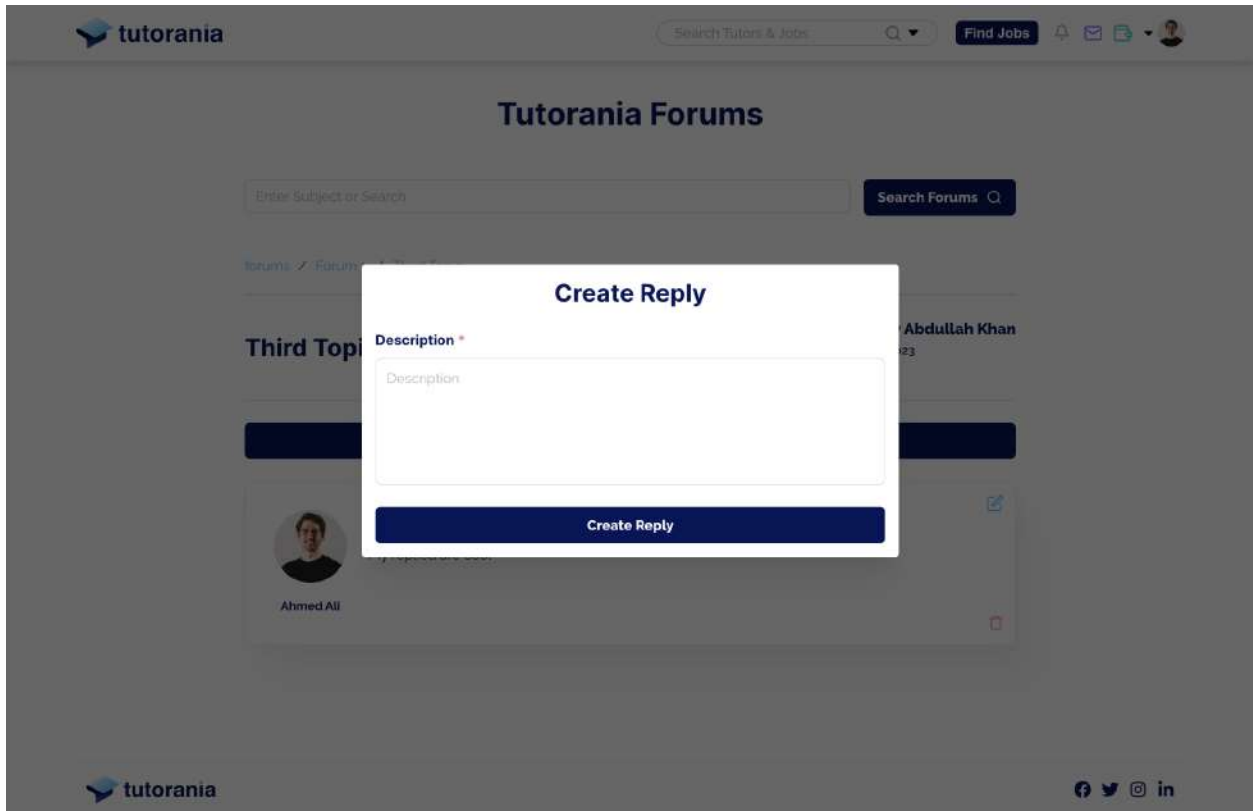 tutorania
Search Tutors & Jobs
Find Jobs
Tutorania Forums
Enter Subject or Search
Search Forums
forums / Forum
Create Reply
Third Topi
Abdullah Khan
Description *
Description
Create Reply
Ahmed Ali
tutorania